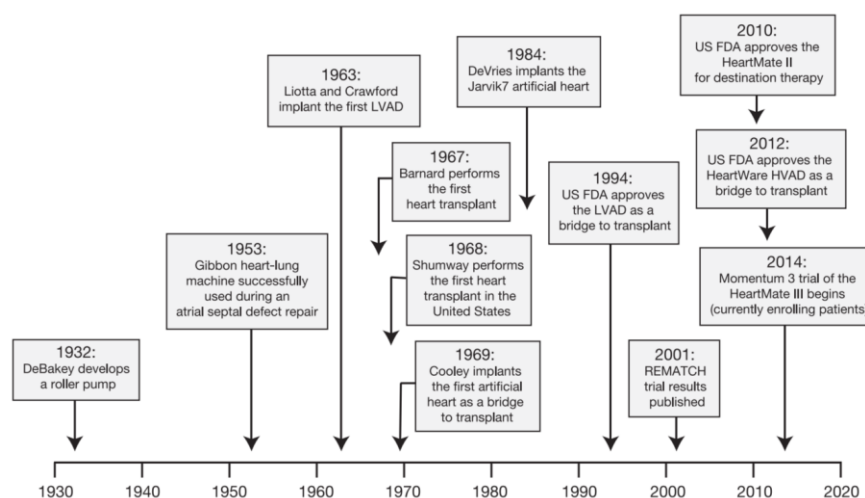 1932:
DeBakey develops
a roller pump
1953:
Gibbon heart-lung
machine successfully
used during an
atrial septal defect repair
1963:
Liotta and Crawford
implant the first LVAD
1967:
Barnard performs
the first
heart transplant
1968:
Shumway performs
the first heart
transplant in the
United States
1969:
Cooley implants
the first artificial
heart as a bridge
to transplant
1984:
DeVries implants the
Jarvik7 artificial heart
1994:
US FDA approves
the LVAD as a
bridge to transplant
2001:
REMATCH
trial results
published
2010:
US FDA approves the
HeartMate II
for destination therapy
2012:
US FDA approves the
HeartWare HVAD as a
bridge to transplant
2014:
Momentum 3 trial of the
HeartMate III begins
(currently enrolling patients)
1930 1940 1950 1960 1970 1980 1990 2000 2010 2020